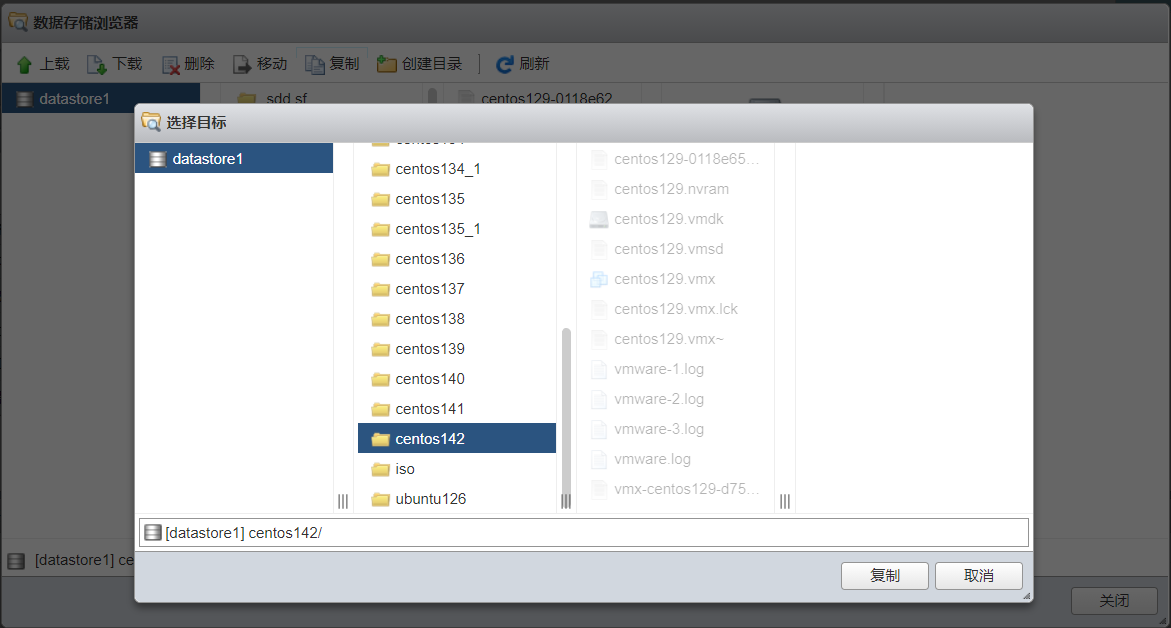 数据存储浏览器
上载 下载 删除 移动 复制 创建目录 刷新
datastore1
sdd.sf
centos129-0118e62
选择目标
datastore1
centos134_1
centos135
centos135_1
centos136
centos137
centos138
centos139
centos140
centos141
centos142
iso
ubuntu126
centos129-0118e65...
centos129.nvram
centos129.vmdk
centos129.vmsd
centos129.vmx
centos129.vmx.lck
centos129.vmx~
vmware-1.log
vmware-2.log
vmware-3.log
vmware.log
vmx-centos129-d75...
[datastore1] centos142/
[datastore1] ce
复制 取消
关闭